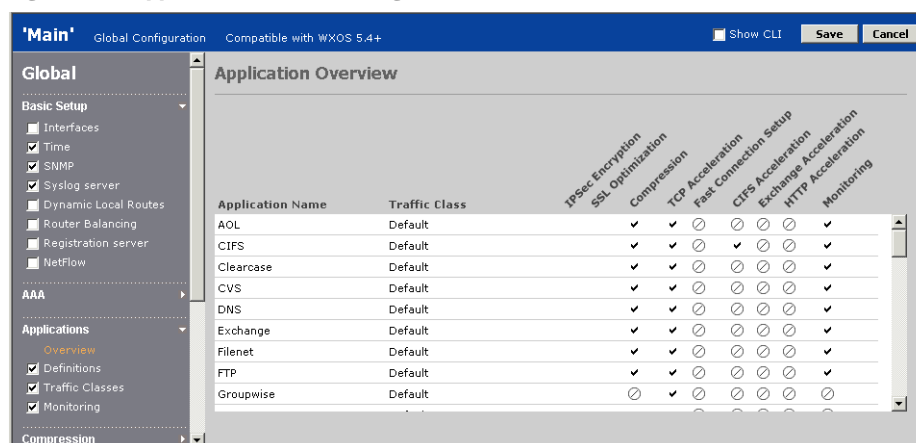 'Main' Global Configuration Compatible with WXOS 5.4+ Show CLI Save Cancel
Global
Basic Setup
Interfaces
Time
SNMP
Syslog server
Dynamic Local Routes
Router Balancing
Registration server
NetFlow
AAA
Applications
Overview
Definitions
Traffic Classes
Monitoring
Compression
Application Overview
Application Name Traffic Class IPSec Encryption SSL Optimization Compression TCP Acceleration Fast Connection Setup CIFS Acceleration Exchange Acceleration HTTP Acceleration Monitoring
AOL Default
CIFS Default
Clearcase Default
CVS Default
DNS Default
Exchange Default
Filenet Default
FTP Default
Groupwise Default